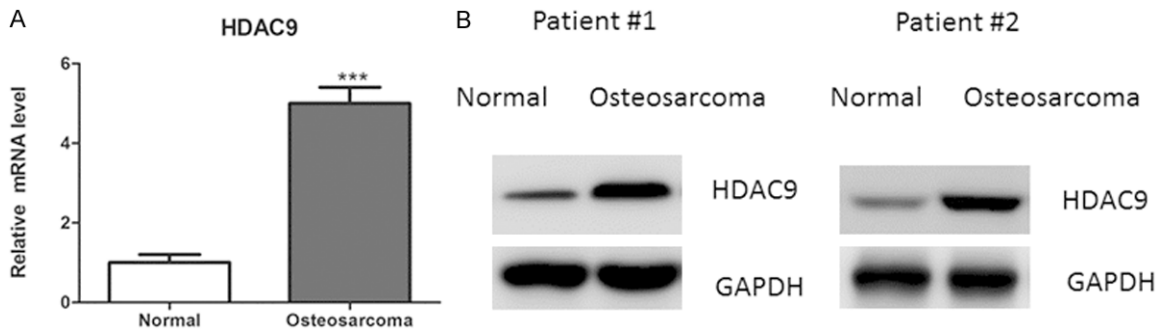 A
HDAC9
Relative mRNA level
6
4
2
0
***
Normal Osteosarcoma
B
Patient #1
Normal Osteosarcoma
HDAC9
GAPDH
Patient #2
Normal Osteosarcoma
HDAC9
GAPDH